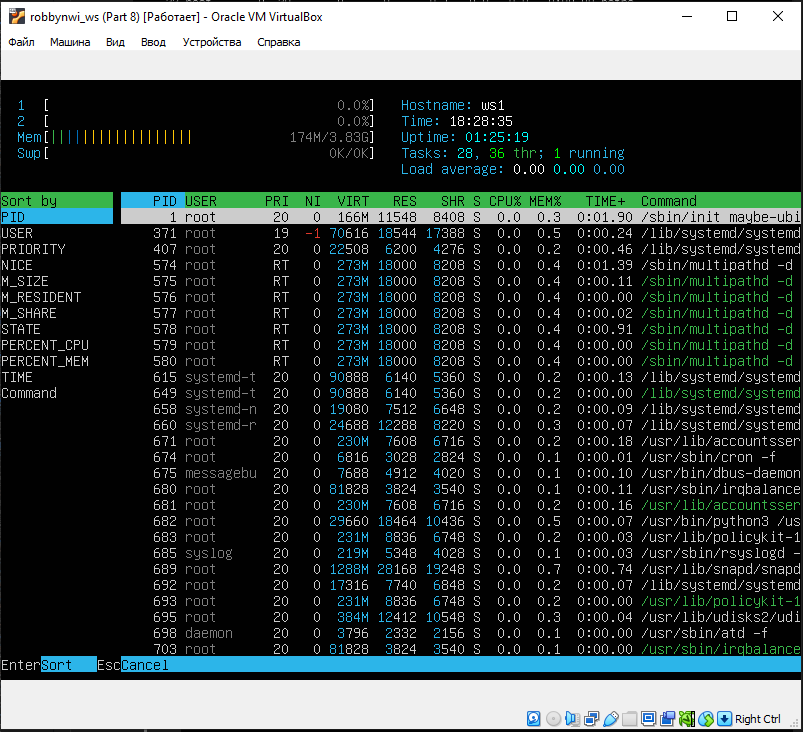 robbynwi_ws (Part 8) [Работает] - Oracle VM VirtualBox
Файл Машина Вид Ввод Устройства Справка
1 [ 0.0%] Hostname: ws1
2 [ 0.0%] Time: 18:28:35
Mem[|||||||||||||||||| 174M/3.83G] Uptime: 01:25:19
Swp[ 0K/0K] Tasks: 28, 36 thr; 1 running
Load average: 0.00 0.00 0.00
Sort by PID USER PRI NI VIRT RES SHR S CPU% MEM% TIME+ Command
PID 1 root 20 0 166M 11548 8408 S 0.0 0.3 0:01.90 /sbin/init maybe-ubi
USER 371 root 19 -1 70616 18544 17388 S 0.0 0.5 0:00.24 /lib/systemd/systemd
PRIORITY 407 root 20 0 22508 6200 4276 S 0.0 0.2 0:00.46 /lib/systemd/systemd
NICE 574 root RT 0 273M 18000 8208 S 0.0 0.4 0:01.39 /sbin/multipathd -d
M_SIZE 575 root RT 0 273M 18000 8208 S 0.0 0.4 0:00.11 /sbin/multipathd -d
M_RESIDENT 576 root RT 0 273M 18000 8208 S 0.0 0.4 0:00.00 /sbin/multipathd -d
M_SHARE 577 root RT 0 273M 18000 8208 S 0.0 0.4 0:00.02 /sbin/multipathd -d
STATE 578 root RT 0 273M 18000 8208 S 0.0 0.4 0:00.91 /sbin/multipathd -d
PERCENT_CPU 579 root RT 0 273M 18000 8208 S 0.0 0.4 0:00.00 /sbin/multipathd -d
PERCENT_MEM 580 root RT 0 273M 18000 8208 S 0.0 0.4 0:00.00 /sbin/multipathd -d
TIME 615 systemd-t 20 0 90888 6140 5360 S 0.0 0.2 0:00.13 /lib/systemd/systemd
Command 649 systemd-t 20 0 90888 6140 5360 S 0.0 0.2 0:00.00 /lib/systemd/systemd
658 systemd-n 20 0 19080 7512 6648 S 0.0 0.2 0:00.09 /lib/systemd/systemd
660 systemd-r 20 0 24688 12288 8220 S 0.0 0.3 0:00.07 /lib/systemd/systemd
671 root 20 0 230M 7608 6716 S 0.0 0.2 0:00.18 /usr/lib/accountsser
674 root 20 0 6816 3028 2824 S 0.0 0.1 0:00.01 /usr/sbin/cron -f
675 messagebu 20 0 7688 4912 4020 S 0.0 0.1 0:00.10 /usr/bin/dbus-daemon
680 root 20 0 81828 3824 3540 S 0.0 0.1 0:00.11 /usr/sbin/irqbalance
681 root 20 0 230M 7608 6716 S 0.0 0.2 0:00.16 /usr/lib/accountsser
682 root 20 0 29660 18464 10436 S 0.0 0.5 0:00.07 /usr/bin/python3 /us
683 root 20 0 231M 8836 6748 S 0.0 0.2 0:00.03 /usr/lib/policykit-1
685 syslog 20 0 219M 5348 4028 S 0.0 0.1 0:00.03 /usr/sbin/rsyslogd -
689 root 20 0 1288M 28168 19248 S 0.0 0.7 0:00.74 /usr/lib/snapd/snapd
692 root 20 0 17316 7740 6848 S 0.0 0.2 0:00.07 /lib/systemd/systemd
693 root 20 0 231M 8836 6748 S 0.0 0.2 0:00.00 /usr/lib/policykit-1
695 root 20 0 384M 12412 10548 S 0.0 0.3 0:00.04 /usr/lib/udisks2/udi
698 daemon 20 0 3796 2332 2156 S 0.0 0.1 0:00.00 /usr/sbin/atd -f
703 root 20 0 81828 3824 3540 S 0.0 0.1 0:00.00 /usr/sbin/irqbalance
EnterSort EscCancel
Right Ctrl